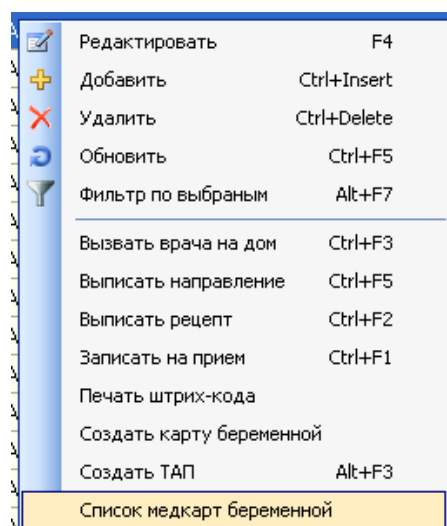 Редактировать F4
Добавить Ctrl+Insert
Удалить Ctrl+Delete
Обновить Ctrl+F5
Фильтр по выбраным Alt+F7
Вызвать врача на дом Ctrl+F3
Выписать направление Ctrl+F5
Выписать рецепт Ctrl+F2
Записать на прием Ctrl+F1
Печать штрих-кода
Создать карту беременной
Создать ТАП Alt+F3
Список медкарт беременной